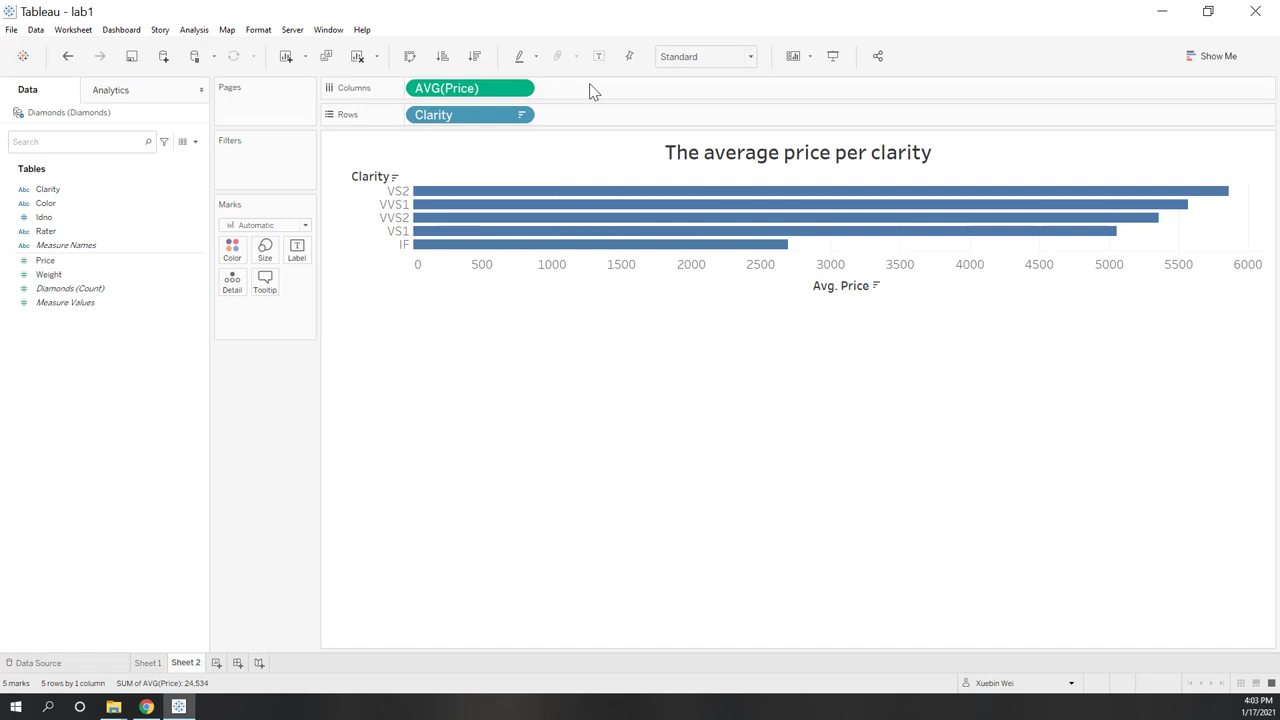 Tableau - lab1
File Data Worksheet Dashboard Story Analysis Map Format Server Window Help
Standard
Show Me
Data Analytics
Pages
Columns AVG(Price)
Diamonds (Diamonds)
Rows Clarity
Search
Filters
The average price per clarity
Tables
Clarity
Abc Clarity
Abc Color
# Idno
Abc Rater
Abc Measure Names
# Price
# Weight
# Diamonds (Count)
# Measure Values
Marks
Automatic
Color Size Label
Detail Tooltip
VS2
VVS1
VVS2
VS1
IF
0 500 1000 1500 2000 2500 3000 3500 4000 4500 5000 5500 6000
Avg. Price
Data Source Sheet 1 Sheet 2
5 marks 5 rows by 1 column SUM of AVG(Price): 24,534 Xuebin Wei
4:03 PM
1/17/2021